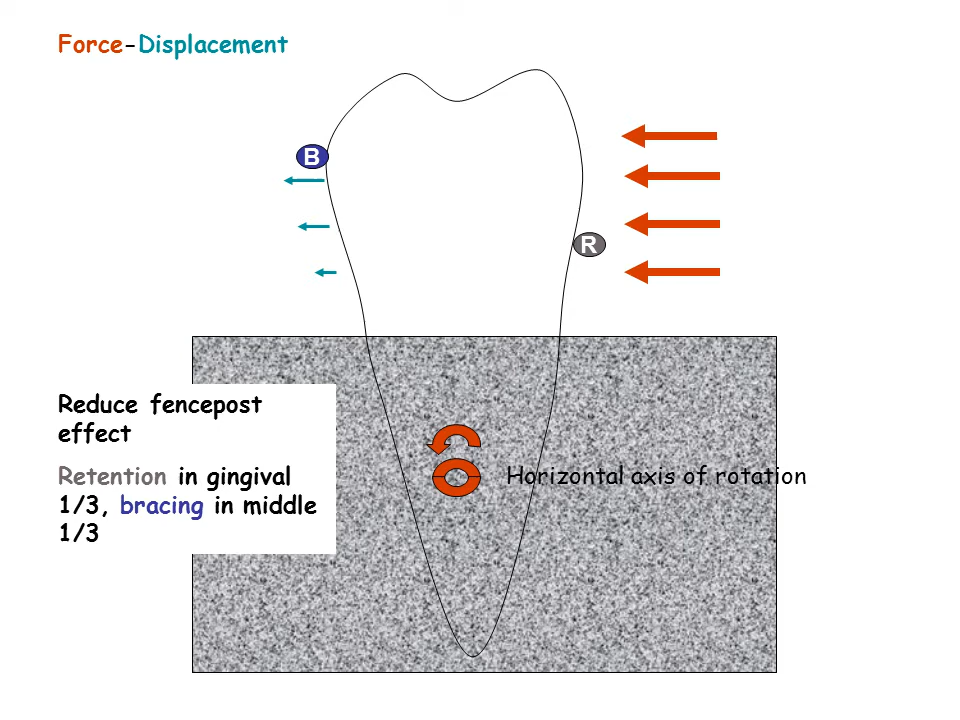 Force-Displacement
B
R
Reduce fencepost
effect
Retention in gingival
1/3, bracing in middle
1/3
Horizontal axis of rotation